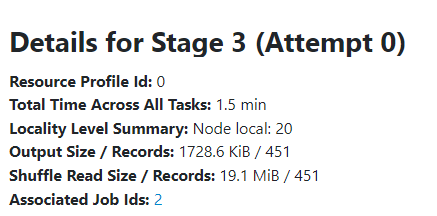 Details for Stage 3 (Attempt 0)
Resource Profile Id: 0
Total Time Across All Tasks: 1.5 min
Locality Level Summary: Node local: 20
Output Size / Records: 1728.6 KiB / 451
Shuffle Read Size / Records: 19.1 MiB / 451
Associated Job Ids: 2